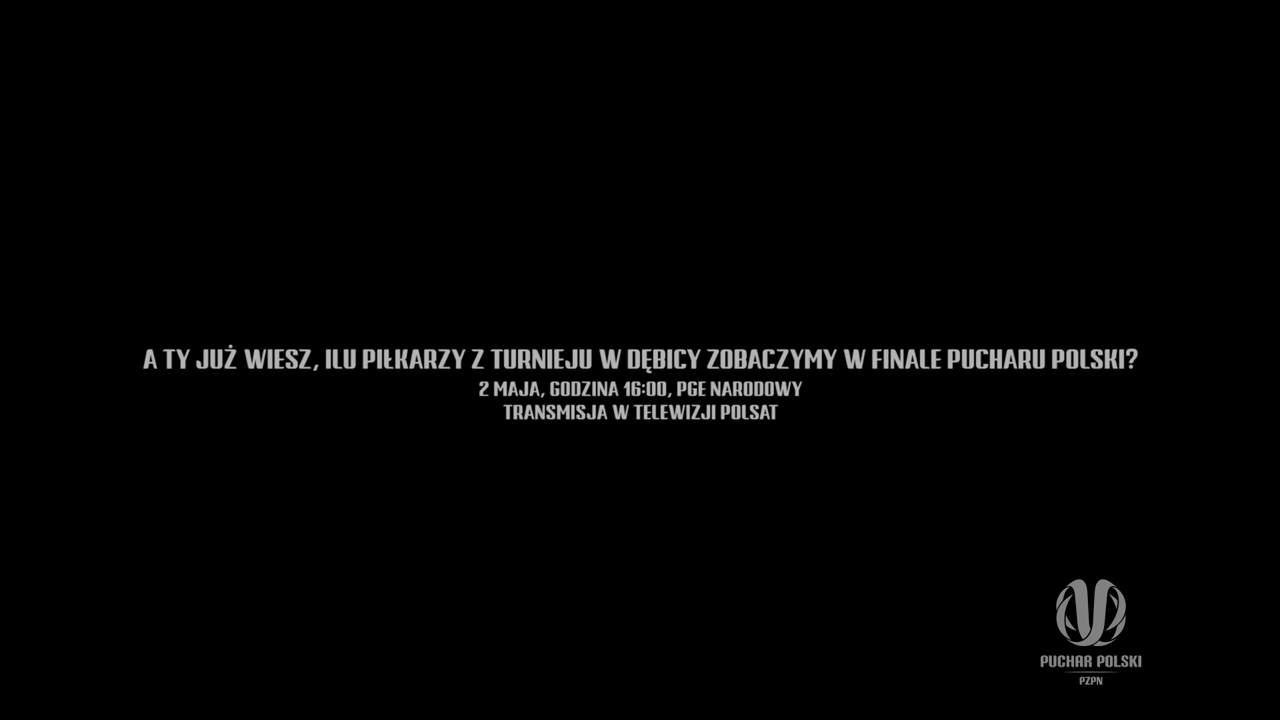 A TY JUŻ WIESZ, ILU PIŁKARZY Z TURNIEJU W DĘBICY ZOBACZYMY W FINALE PUCHARU POLSKI?
2 MAJA, GODZINA 16:00, PGE NARODOWY
TRANSMISJA W TELEWIZJI POLSAT
PUCHAR POLSKI
PZPN